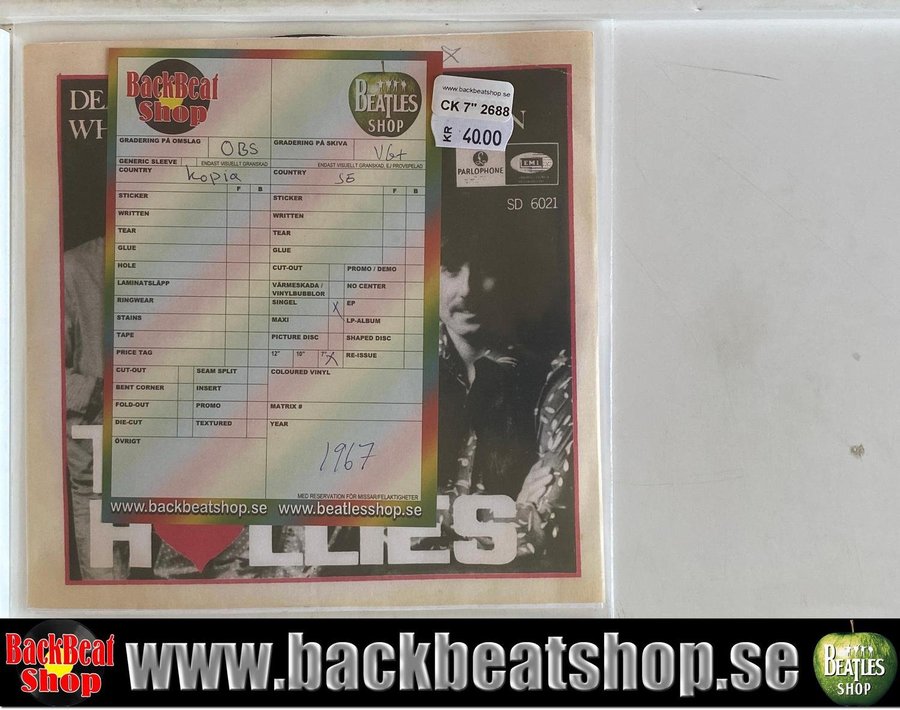 DE
WH
N
BackBeat
Shop
BEATLES
SHOP
www.backbeatshop.se
CK 7" 2688
KR 40.00
PARLOPHONE
EMI
SD 6021
GRADERING PÅ OMSLAG OBS
GRADERING PÅ SKIVA VG+
GENERIC SLEEVE
ENDAST VISUELLT GRANSKAD
ENDAST VISUELLT GRANSKAD, EJ PROVSPELAD
COUNTRY kopia
COUNTRY SE
F B
F B
STICKER
STICKER
WRITTEN
WRITTEN
TEAR
TEAR
GLUE
GLUE
HOLE
CUT-OUT
PROMO / DEMO
LAMINATSLÄPP
VÄRMESKADA /
VINYLBUBBLOR
NO CENTER
RINGWEAR
SINGEL X
EP
STAINS
MAXI
LP-ALBUM
TAPE
PICTURE DISC
SHAPED DISC
PRICE TAG
12" 10" 7" X
RE-ISSUE
CUT-OUT
SEAM SPLIT
COLOURED VINYL
BENT CORNER
INSERT
FOLD-OUT
PROMO
MATRIX #
DIE-CUT
TEXTURED
YEAR
ÖVRIGT
1967
MED RESERVATION FÖR MISSAR/FELAKTIGHETER
www.backbeatshop.se www.beatlesshop.se
T
H LLIES
BackBeat
Shop
www.backbeatshop.se
BEATLES
SHOP